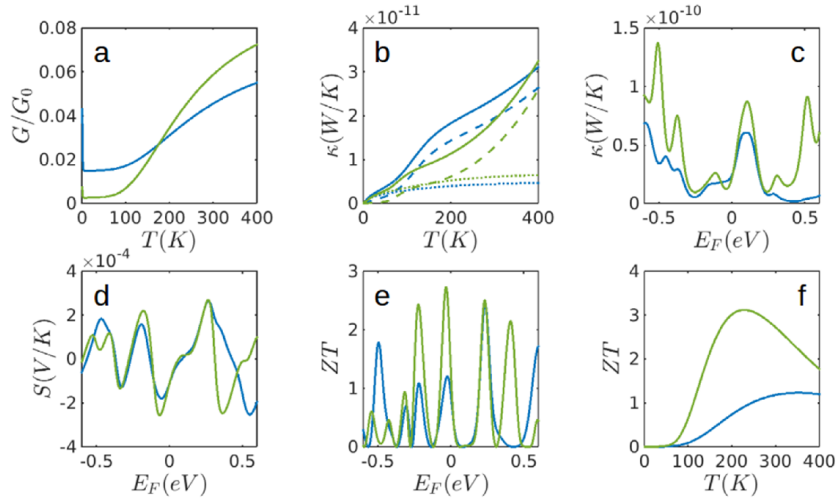 a
0.08
0.06
0.04
0.02
0
G/G₀
0 100 200 300 400
T(K)
×10⁻¹¹
b
4
3
2
1
0
κ(W/K)
0 200 400
T(K)
×10⁻¹⁰
c
1.5
1
0.5
0
κ(W/K)
-0.5 0 0.5
E_F(eV)
×10⁻⁴
d
4
2
0
-2
-4
S(V/K)
-0.5 0 0.5
E_F(eV)
e
3
2
1
0
ZT
-0.5 0 0.5
E_F(eV)
f
4
3
2
1
0
ZT
0 100 200 300 400
T(K)